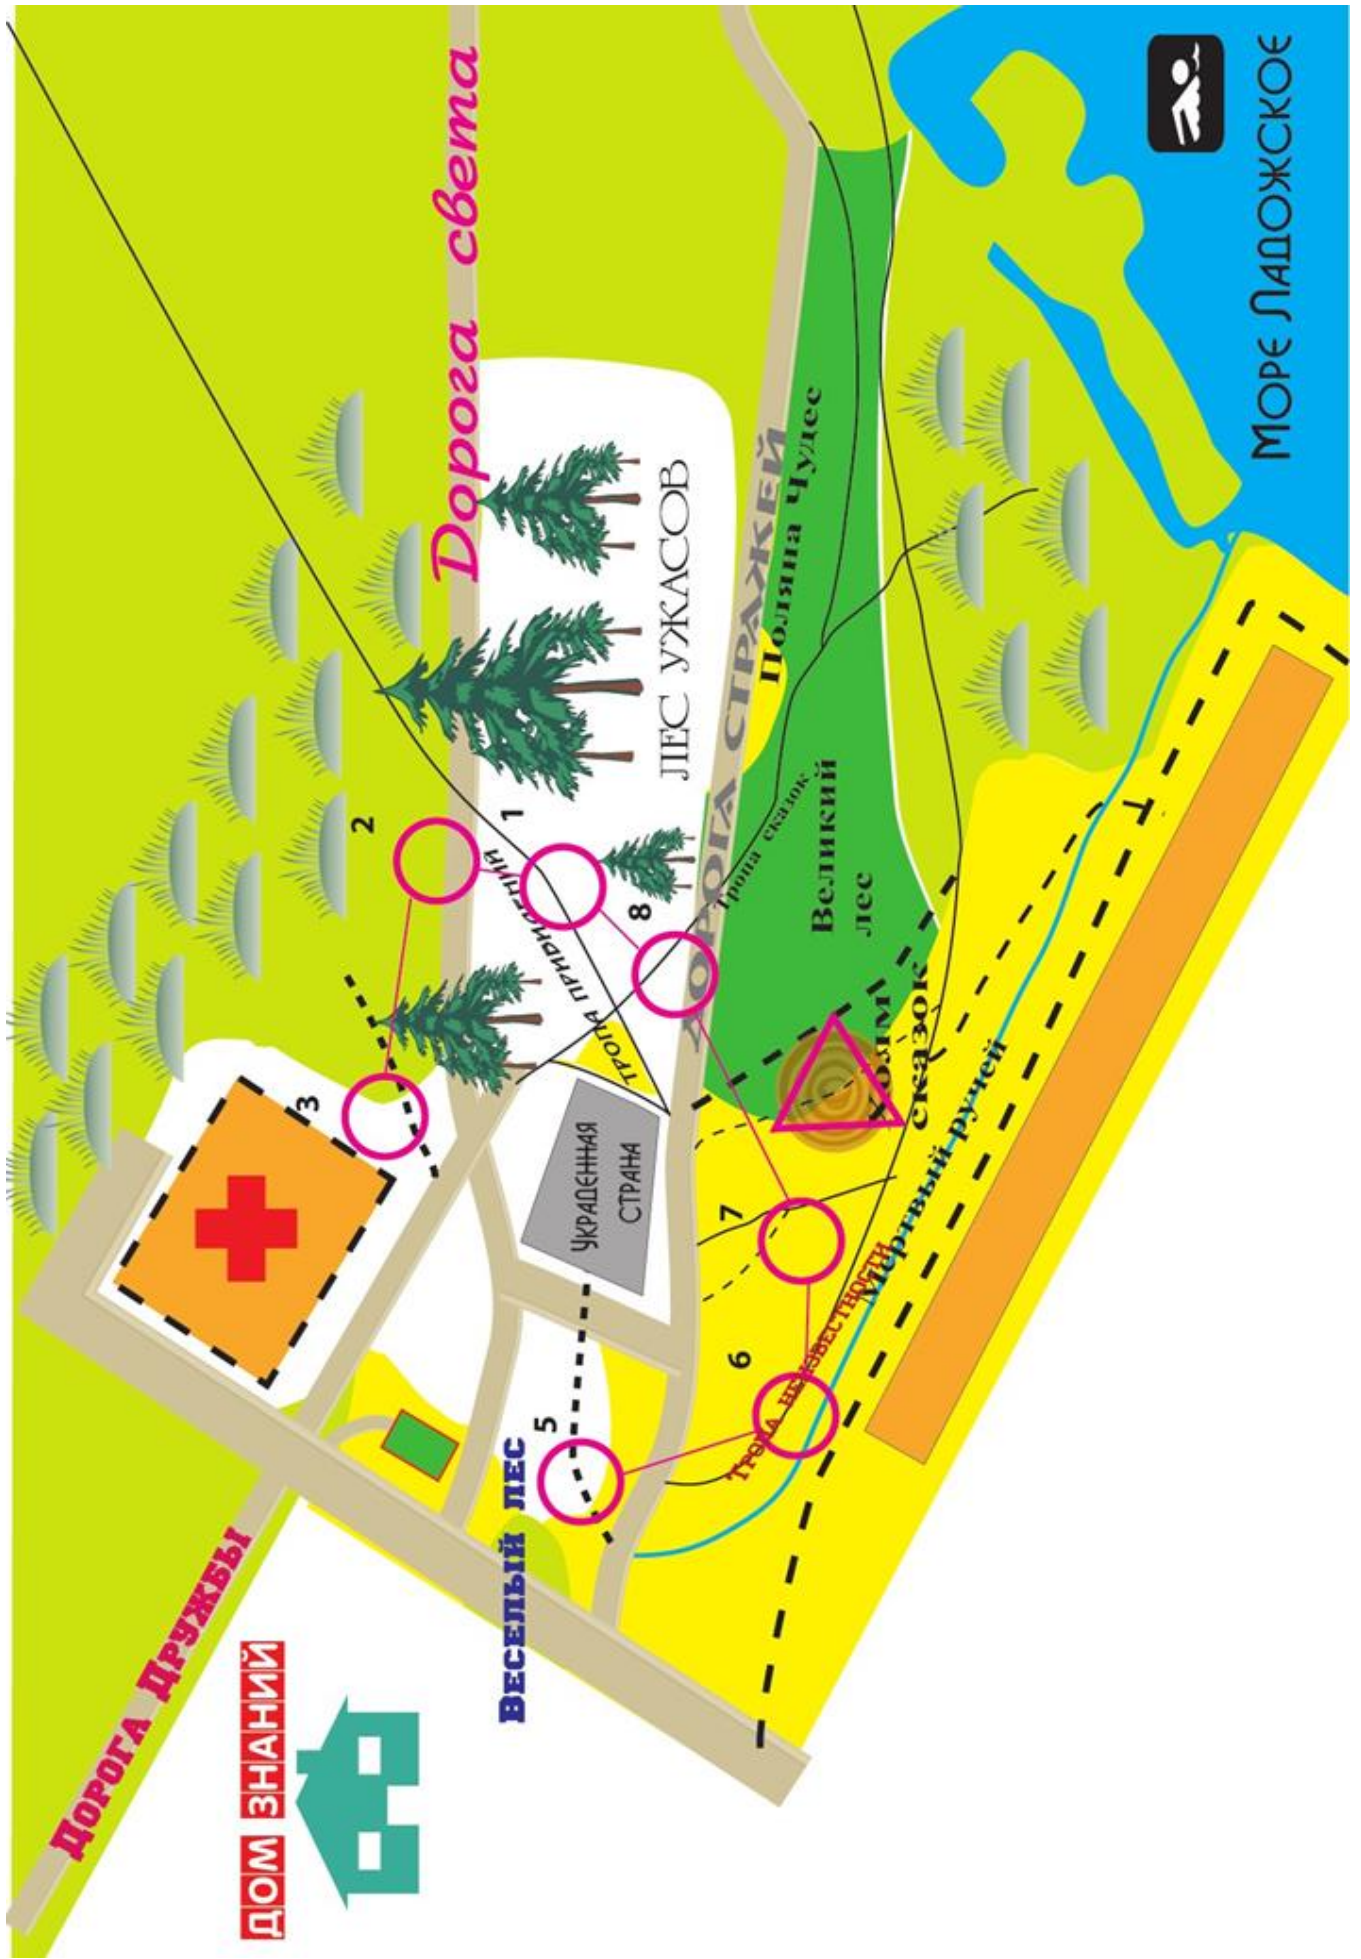 Дорога Дружбы
ДОМ ЗНАНИЙ
3
2
Дорога света
Веселый лес
5
1
Украденная
страна
тропа привидений
8
ЛЕС УЖАСОВ
ДОРОГА СТРАЖЕЙ
7
6
Тропа сказок
Поляна Чудес
Тропа неизвестности
Великий
лес
Холм
сказок
Мертвый ручей
Море Ладожское